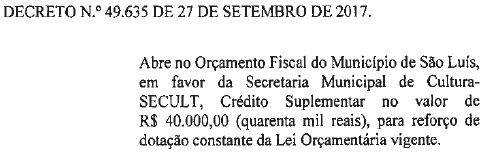 DECRETO N.º 49.635 DE 27 DE SETEMBRO DE 2017.
Abre no Orçamento Fiscal do Município de São Luís,
em favor da Secretaria Municipal de Cultura-
SECULT, Crédito Suplementar no valor de
R$ 40.000,00 (quarenta mil reais), para reforço de
dotação constante da Lei Orçamentária vigente.